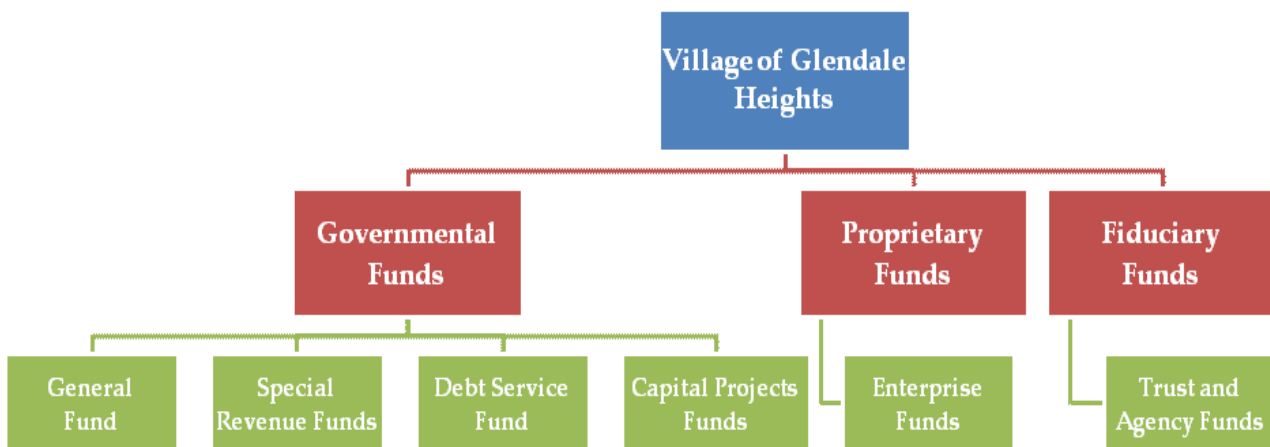 Village of Glendale
Heights
Governmental
Funds
Proprietary
Funds
Fiduciary
Funds
General
Fund
Special
Revenue Funds
Debt Service
Fund
Capital Projects
Funds
Enterprise
Funds
Trust and
Agency Funds